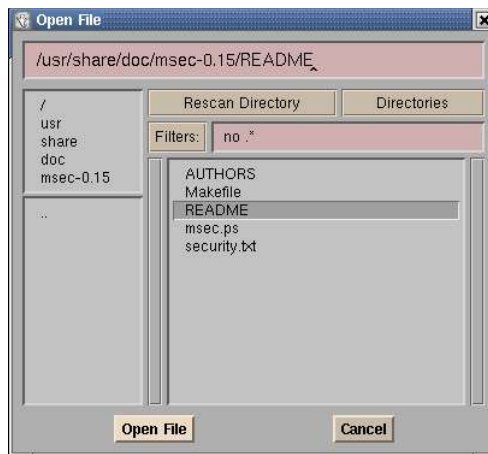 Open File
/usr/share/doc/msec-0.15/README
/
usr
share
doc
msec-0.15
..
Rescan Directory
Directories
Filters:
no .*
AUTHORS
Makefile
README
msec.ps
security.txt
Open File
Cancel